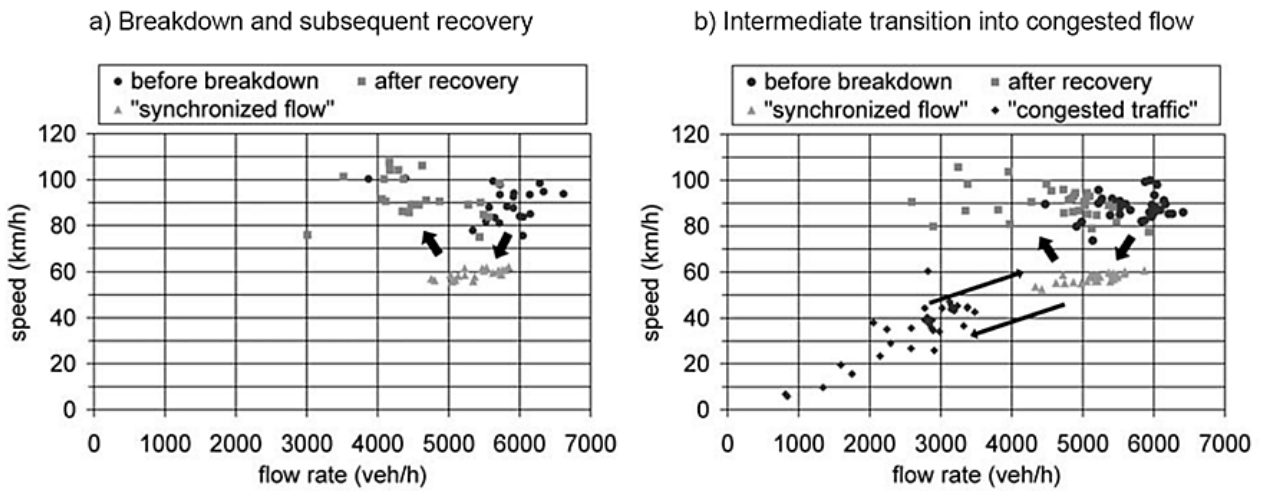 a) Breakdown and subsequent recovery
before breakdown after recovery
"synchronized flow"
120
100
80
60
40
20
0
speed (km/h)
0 1000 2000 3000 4000 5000 6000 7000
flow rate (veh/h)
b) Intermediate transition into congested flow
before breakdown after recovery
"synchronized flow" "congested traffic"
120
100
80
60
40
20
0
speed (km/h)
0 1000 2000 3000 4000 5000 6000 7000
flow rate (veh/h)